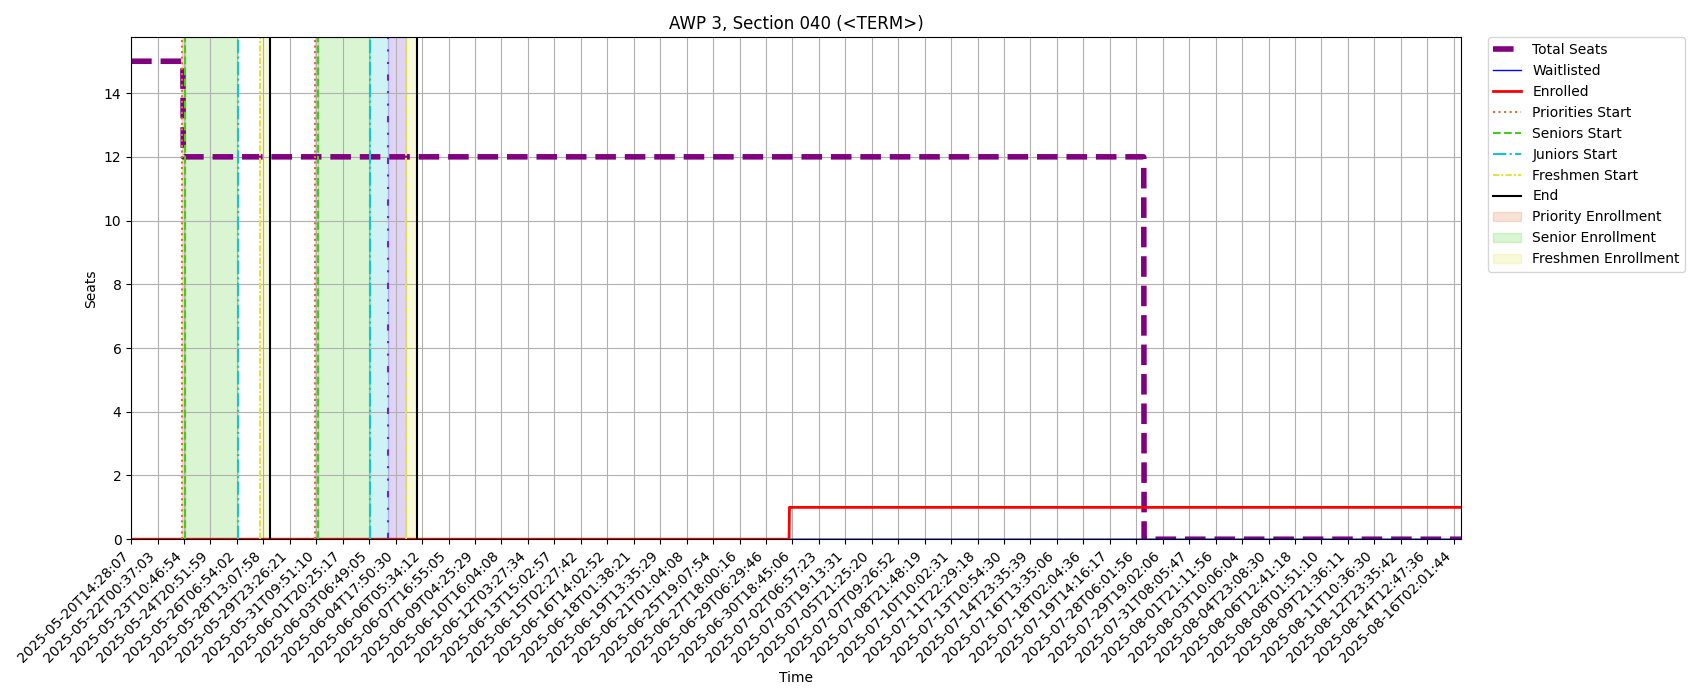 AWP 3, Section 040 (<TERM>)
Seats
14
12
10
8
6
4
2
0
2025-05-20T14:28:07
2025-05-22T00:37:03
2025-05-23T10:46:54
2025-05-24T20:51:59
2025-05-26T06:54:02
2025-05-28T13:07:58
2025-05-29T23:26:21
2025-05-31T09:51:10
2025-06-01T20:25:17
2025-06-03T06:49:05
2025-06-04T17:50:30
2025-06-06T05:34:12
2025-06-07T16:55:05
2025-06-09T04:25:29
2025-06-10T16:04:08
2025-06-12T03:27:34
2025-06-13T15:02:57
2025-06-15T02:27:42
2025-06-16T14:02:52
2025-06-18T01:38:21
2025-06-19T13:35:29
2025-06-21T01:04:08
2025-06-25T19:07:54
2025-06-27T18:00:16
2025-06-29T06:29:46
2025-06-30T18:45:06
2025-07-02T06:57:23
2025-07-03T19:13:31
2025-07-05T21:25:20
2025-07-07T09:26:52
2025-07-08T21:48:19
2025-07-10T10:02:31
2025-07-11T22:29:18
2025-07-13T10:54:30
2025-07-14T23:35:39
2025-07-16T13:35:06
2025-07-18T02:04:36
2025-07-19T14:16:17
2025-07-28T06:01:56
2025-07-29T19:02:06
2025-07-31T08:05:47
2025-08-01T21:11:56
2025-08-03T10:06:04
2025-08-04T23:08:30
2025-08-06T12:41:18
2025-08-08T01:51:10
2025-08-09T21:36:11
2025-08-11T10:36:30
2025-08-12T23:35:42
2025-08-14T12:47:36
2025-08-16T02:01:44
Time
Total Seats
Waitlisted
Enrolled
Priorities Start
Seniors Start
Juniors Start
Freshmen Start
End
Priority Enrollment
Senior Enrollment
Freshmen Enrollment